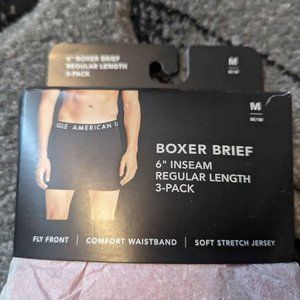 6" BOXER BRIEF
REGULAR LENGTH
3-PACK
M
M/M
GLE AMERICAN
M
M/M
BOXER BRIEF
6" INSEAM
REGULAR LENGTH
3-PACK
FLY FRONT | COMFORT WAISTBAND | SOFT STRETCH JERSEY